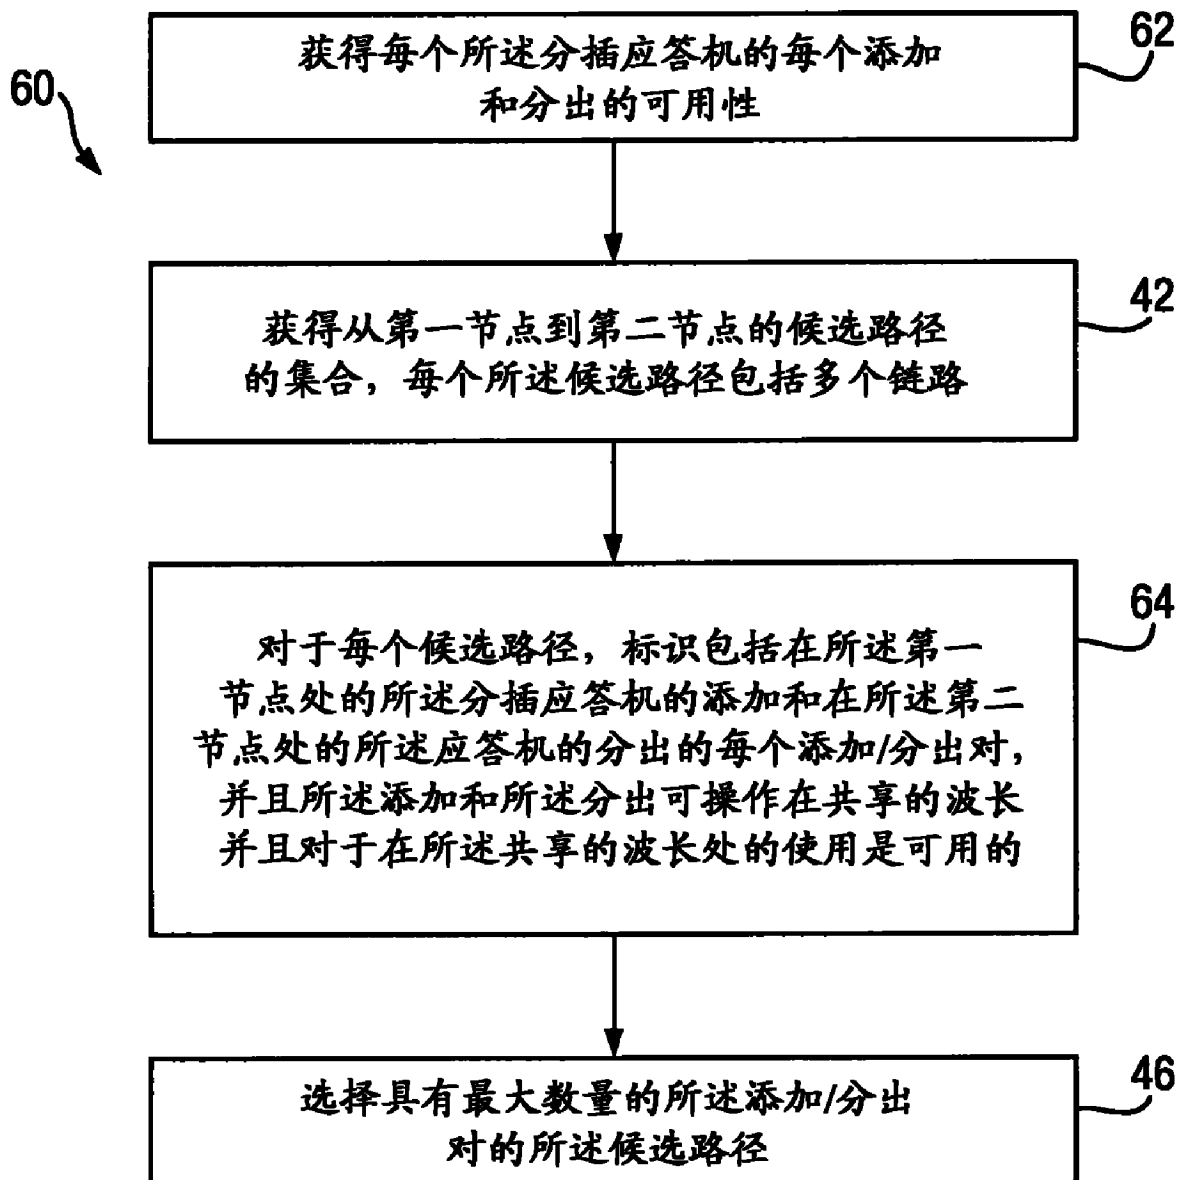 60
获得每个所述分插应答机的每个添加
和分出的可用性
62
获得从第一节点到第二节点的候选路径
的集合，每个所述候选路径包括多个链路
42
对于每个候选路径，标识包括在所述第一
节点处的所述分插应答机的添加和在所述第二
节点处的所述应答机的分出的每个添加/分出对，
并且所述添加和所述分出可操作在共享的波长
并且对于在所述共享的波长处的使用是可用的
64
选择具有最大数量的所述添加/分出
对的所述候选路径
46